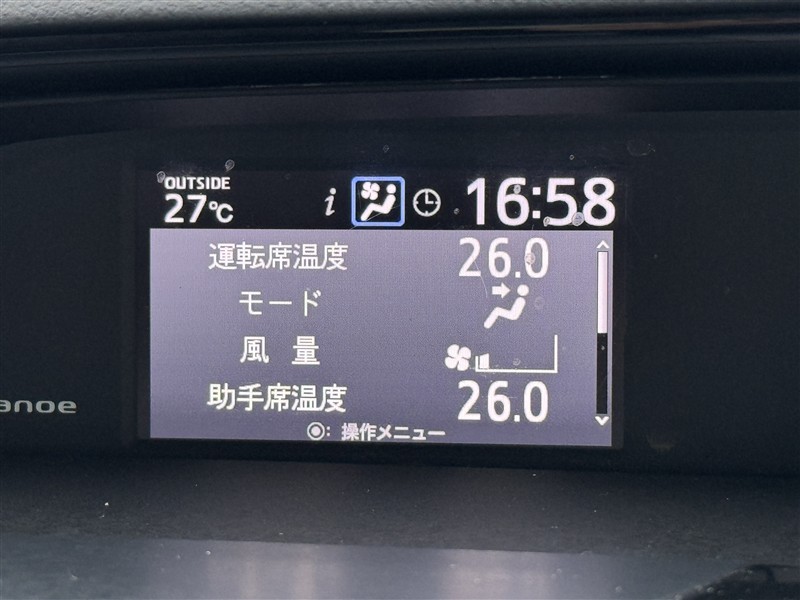 OUTSIDE
27℃
i
16:58
運転席温度 26.0
モード
風 量
助手席温度 26.0
anoe
◉: 操作メニュー